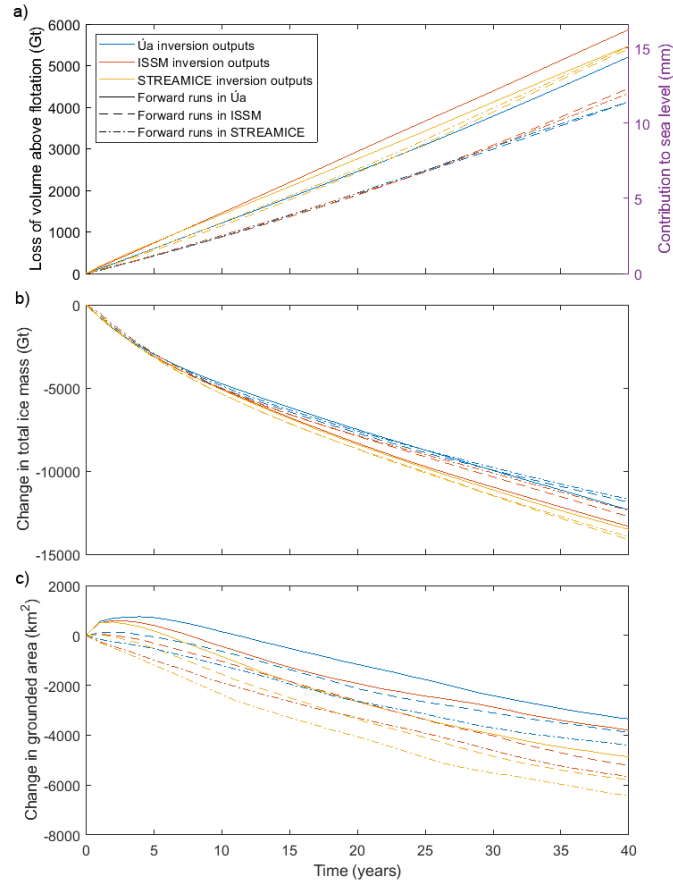 a)
6000
5000
4000
3000
2000
1000
0
Loss of volume above flotation (Gt)
Úa inversion outputs
ISSM inversion outputs
STREAMICE inversion outputs
Forward runs in Úa
Forward runs in ISSM
Forward runs in STREAMICE
15
10
5
0
Contribution to sea level (mm)
b)
0
-5000
-10000
-15000
Change in total ice mass (Gt)
c)
2000
0
-2000
-4000
-6000
-8000
Change in grounded area (km²)
0 5 10 15 20 25 30 35 40
Time (years)